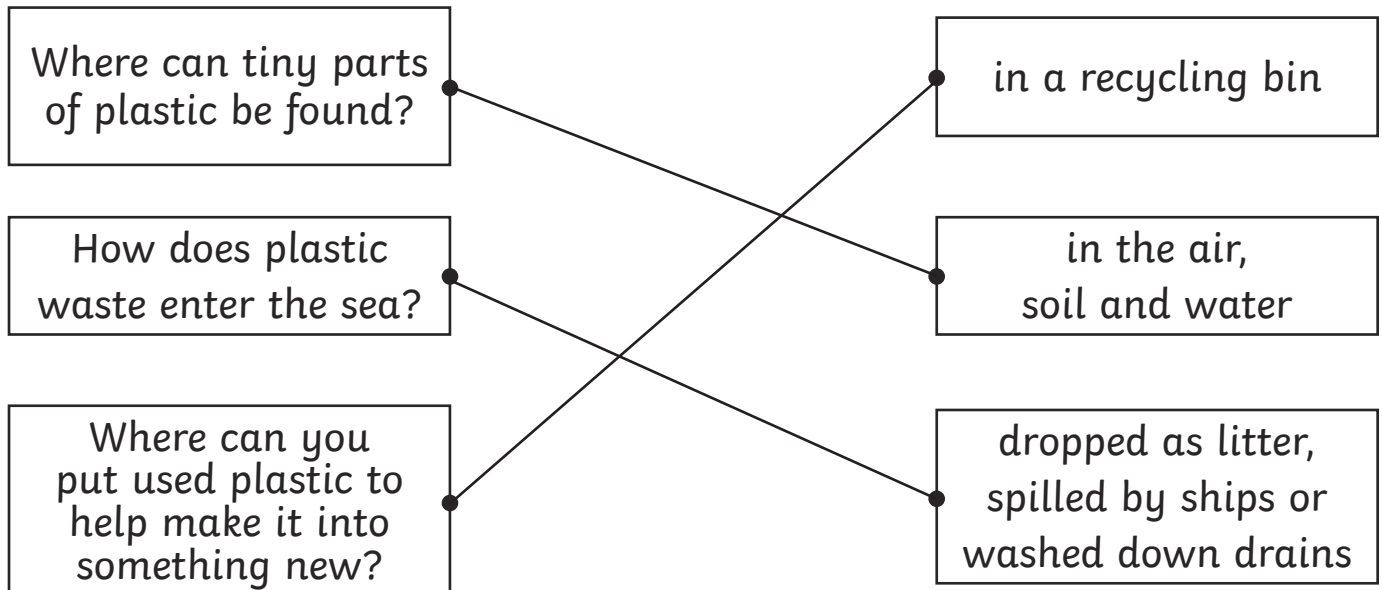 Where can tiny parts
of plastic be found?
in a recycling bin
How does plastic
waste enter the sea?
in the air,
soil and water
Where can you
put used plastic to
help make it into
something new?
dropped as litter,
spilled by ships or
washed down drains